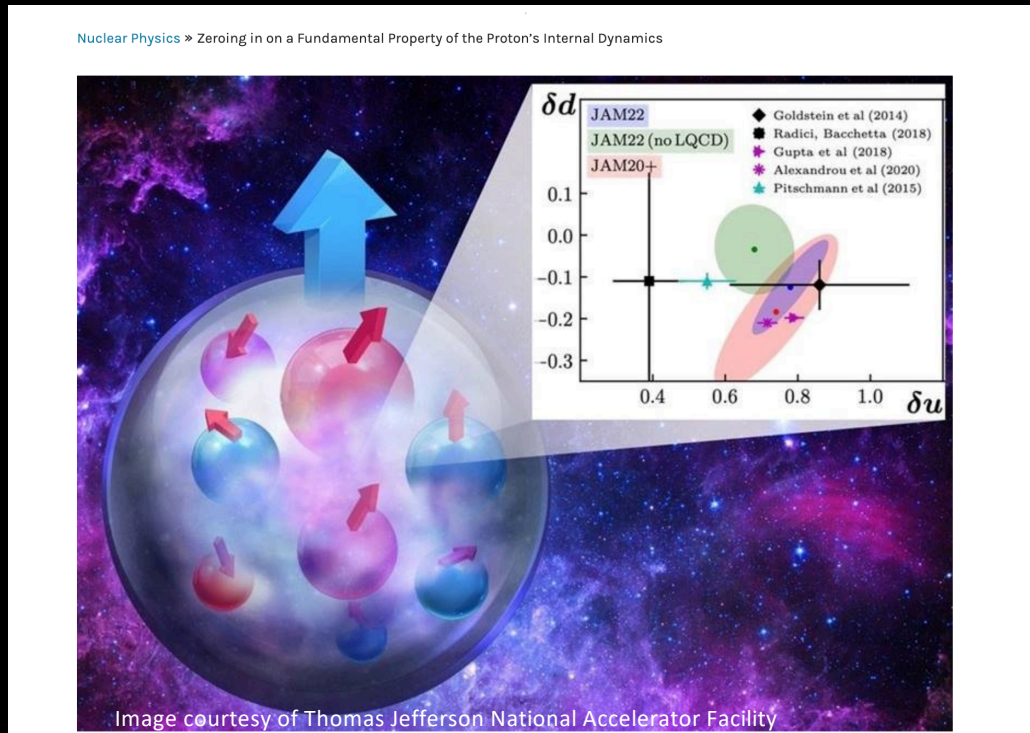 Nuclear Physics » Zeroing in on a Fundamental Property of the Proton's Internal Dynamics
δd
JAM22
JAM22 (no LQCD)
JAM20+
Goldstein et al (2014)
Radici, Bacchetta (2018)
Gupta et al (2018)
Alexandrou et al (2020)
Pitschmann et al (2015)
0.1
0.0
−0.1
−0.2
−0.3
0.4 0.6 0.8 1.0 δu
Image courtesy of Thomas Jefferson National Accelerator Facility